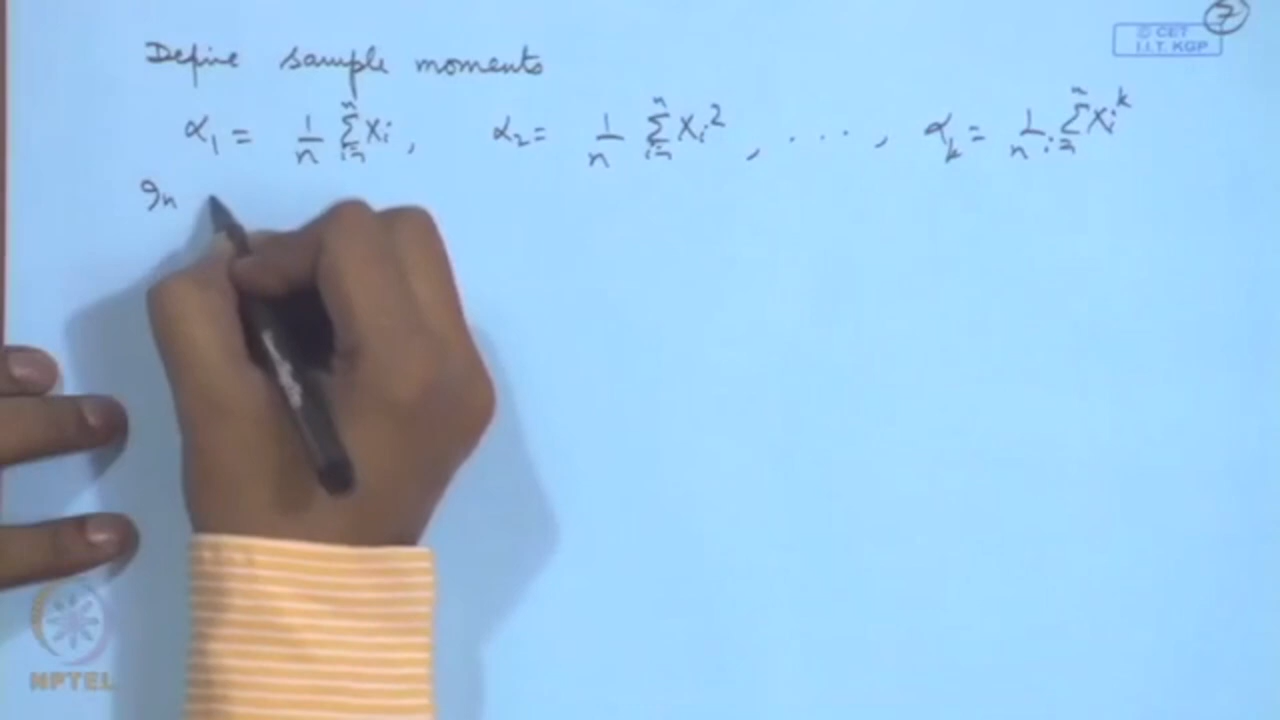 7
© CET
I.I.T. KGP
Define sample moments
α₁ = 1/n Σᵢ₌₁ⁿ Xᵢ, α₂ = 1/n Σᵢ₌₁ⁿ Xᵢ², . . . , αₖ = 1/n Σᵢ₌₁ⁿ Xᵢᵏ
In
NPTEL